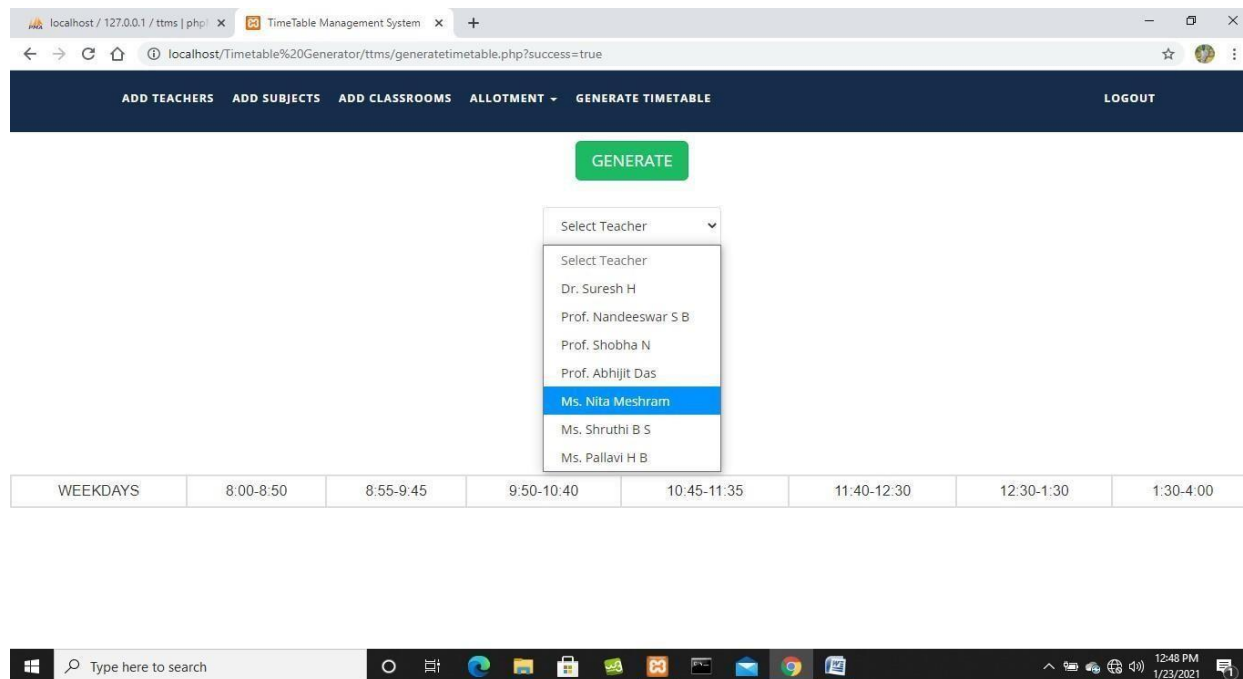 localhost / 127.0.0.1 / ttms | php
TimeTable Management System
localhost/Timetable%20Generator/ttms/generatetimetable.php?success=true
ADD TEACHERS ADD SUBJECTS ADD CLASSROOMS ALLOTMENT GENERATE TIMETABLE LOGOUT
GENERATE
Select Teacher
Select Teacher
Dr. Suresh H
Prof. Nandeeswar S B
Prof. Shobha N
Prof. Abhijit Das
Ms. Nita Meshram
Ms. Shruthi B S
Ms. Pallavi H B
WEEKDAYS 8:00-8:50 8:55-9:45 9:50-10:40 10:45-11:35 11:40-12:30 12:30-1:30 1:30-4:00
Type here to search
12:48 PM
1/23/2021